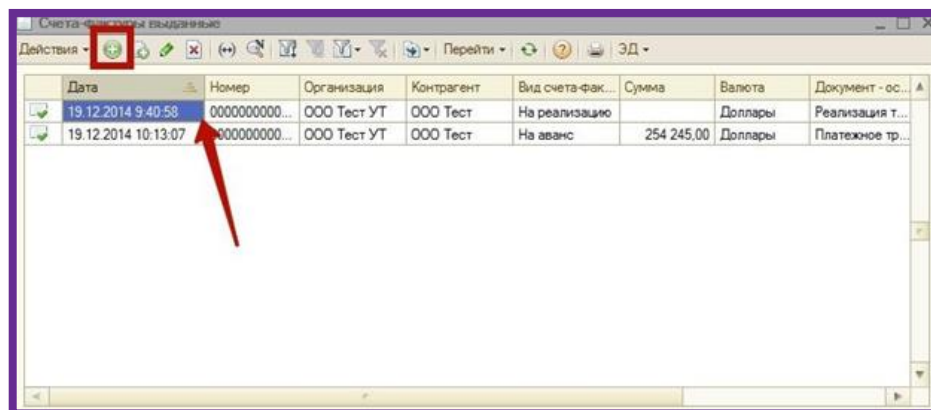 Счета-фактуры выданные
Действия Перейти ЭД
Дата Номер Организация Контрагент Вид счета-фак... Сумма Валюта Документ - ос...
19.12.2014 9:40:58 0000000000... ООО Тест УТ ООО Тест На реализацию Доллары Реализация т...
19.12.2014 10:13:07 0000000000... ООО Тест УТ ООО Тест На аванс 254 245,00 Доллары Платежное тр...